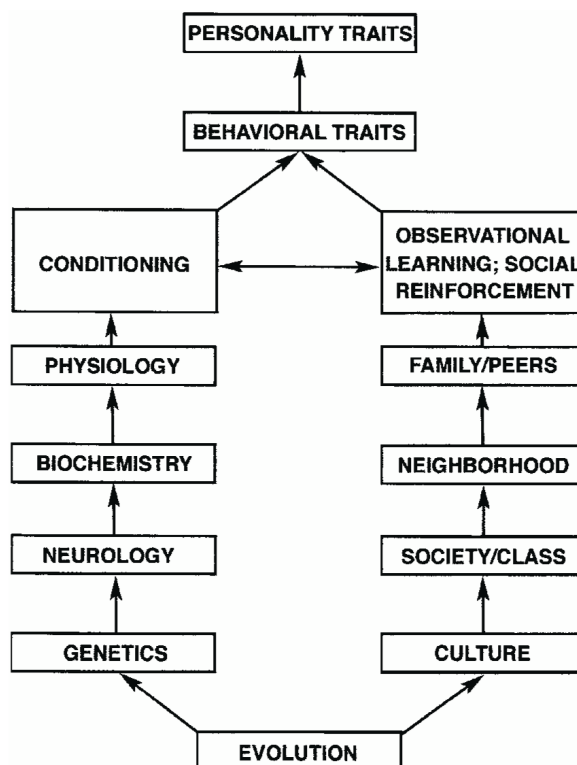 PERSONALITY TRAITS
BEHAVIORAL TRAITS
CONDITIONING
OBSERVATIONAL
LEARNING; SOCIAL
REINFORCEMENT
PHYSIOLOGY
FAMILY/PEERS
BIOCHEMISTRY
NEIGHBORHOOD
NEUROLOGY
SOCIETY/CLASS
GENETICS
CULTURE
EVOLUTION